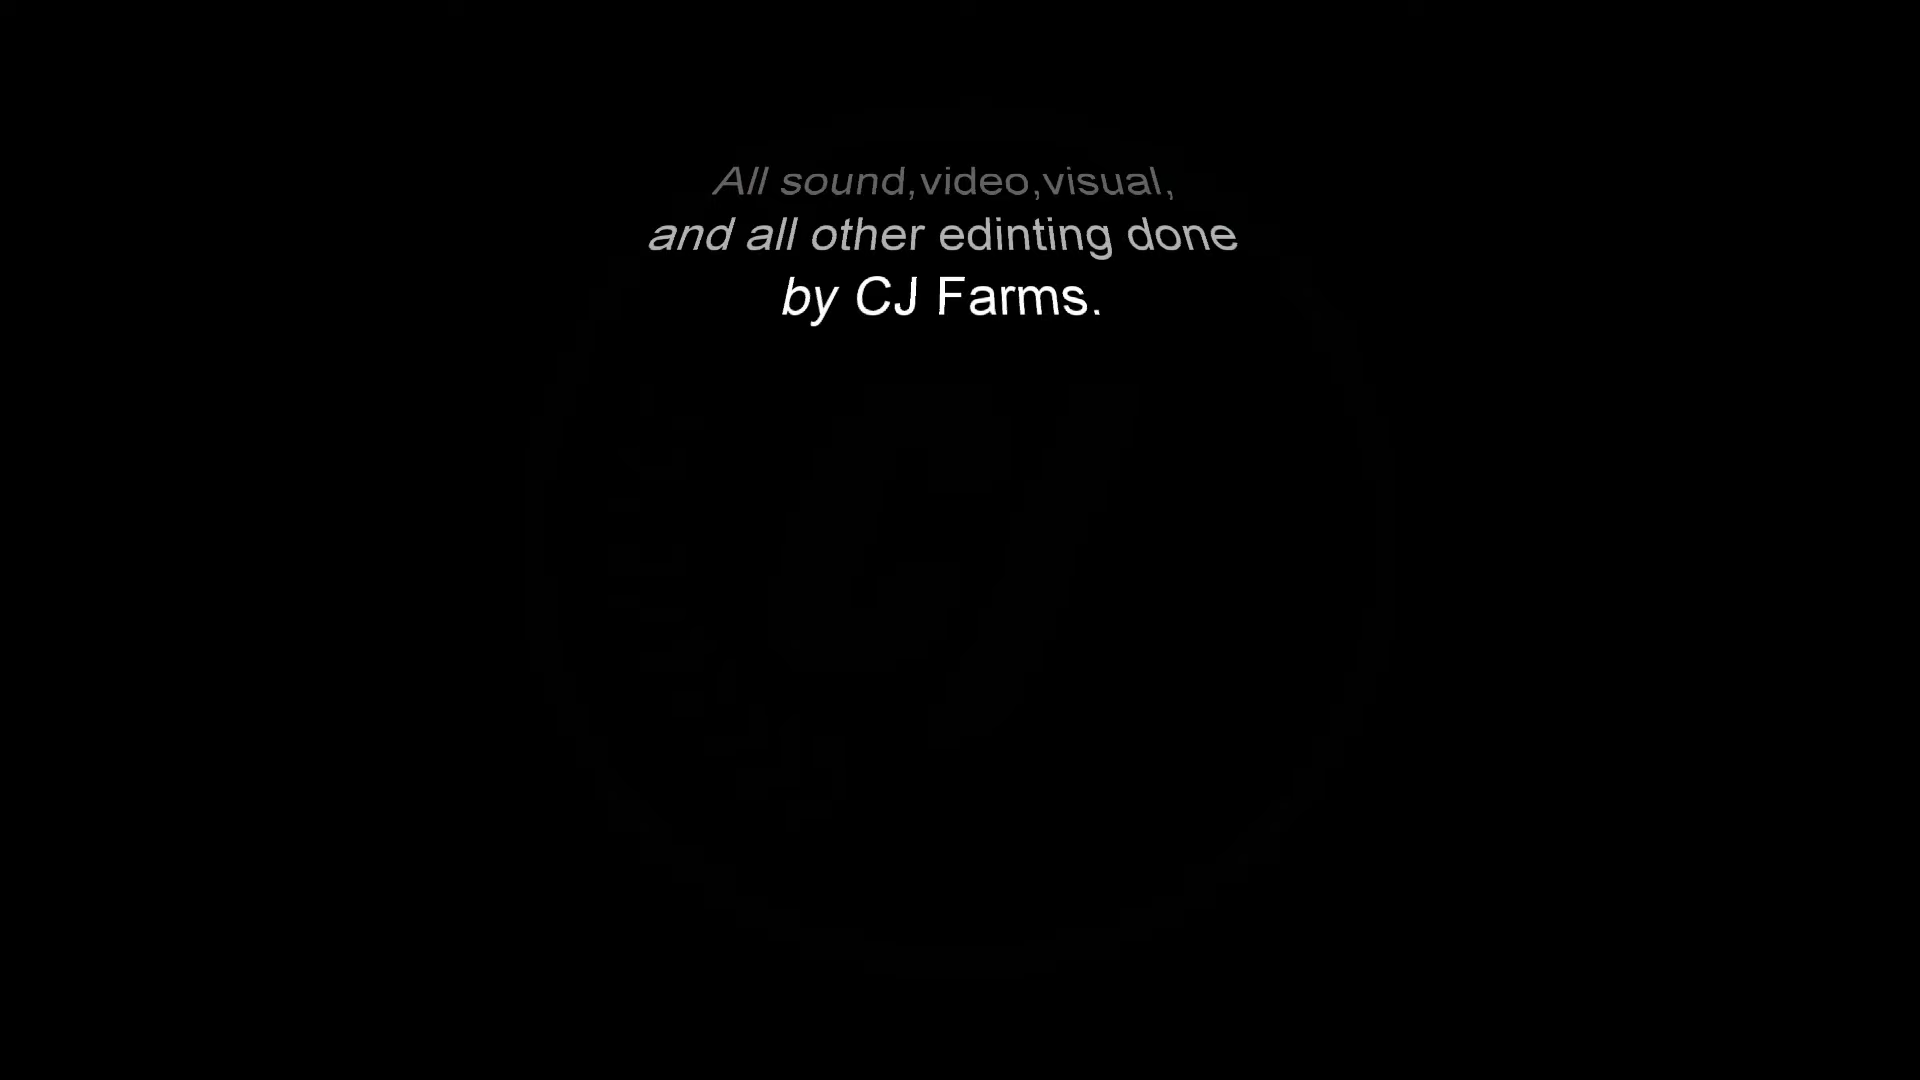 All sound,video,visual,
and all other edinting done
by CJ Farms.